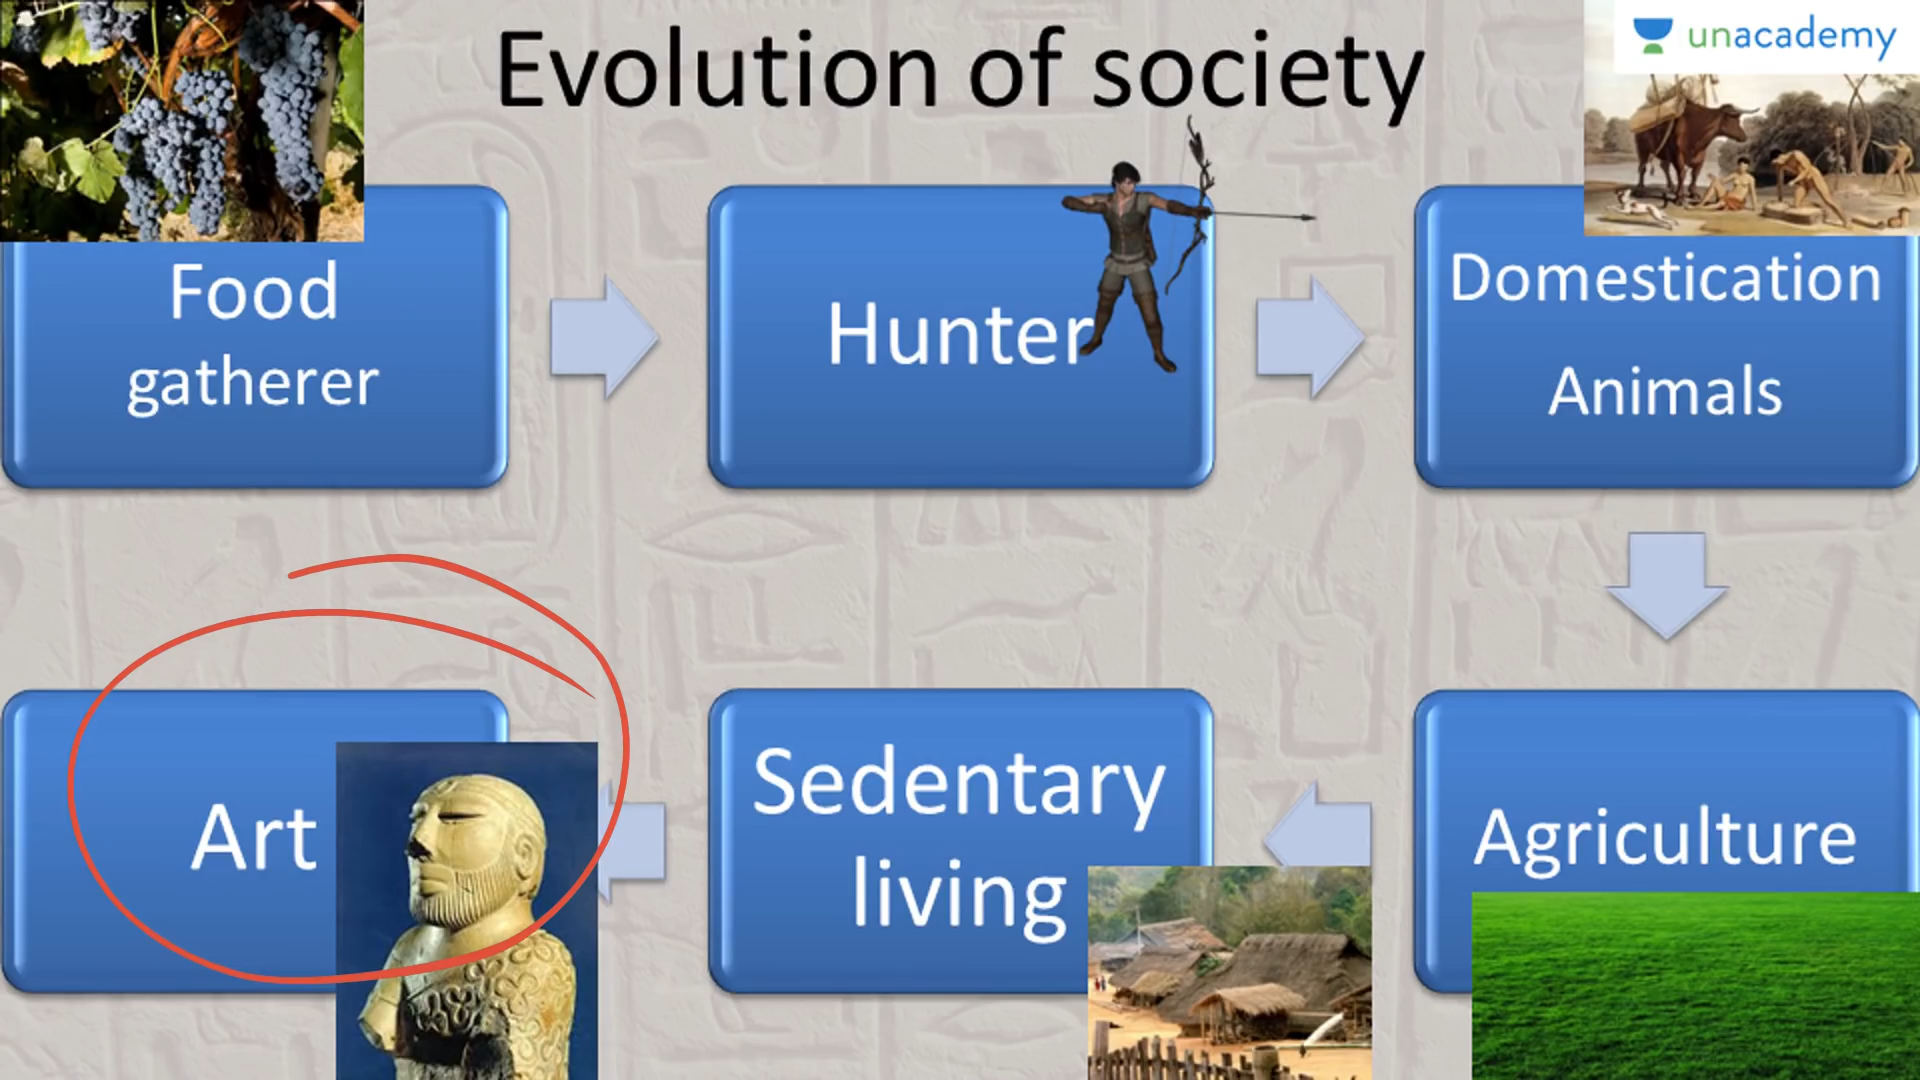 Evolution of society
unacademy
Food
gatherer
Hunter
Domestication
Animals
Art
Sedentary
living
Agriculture